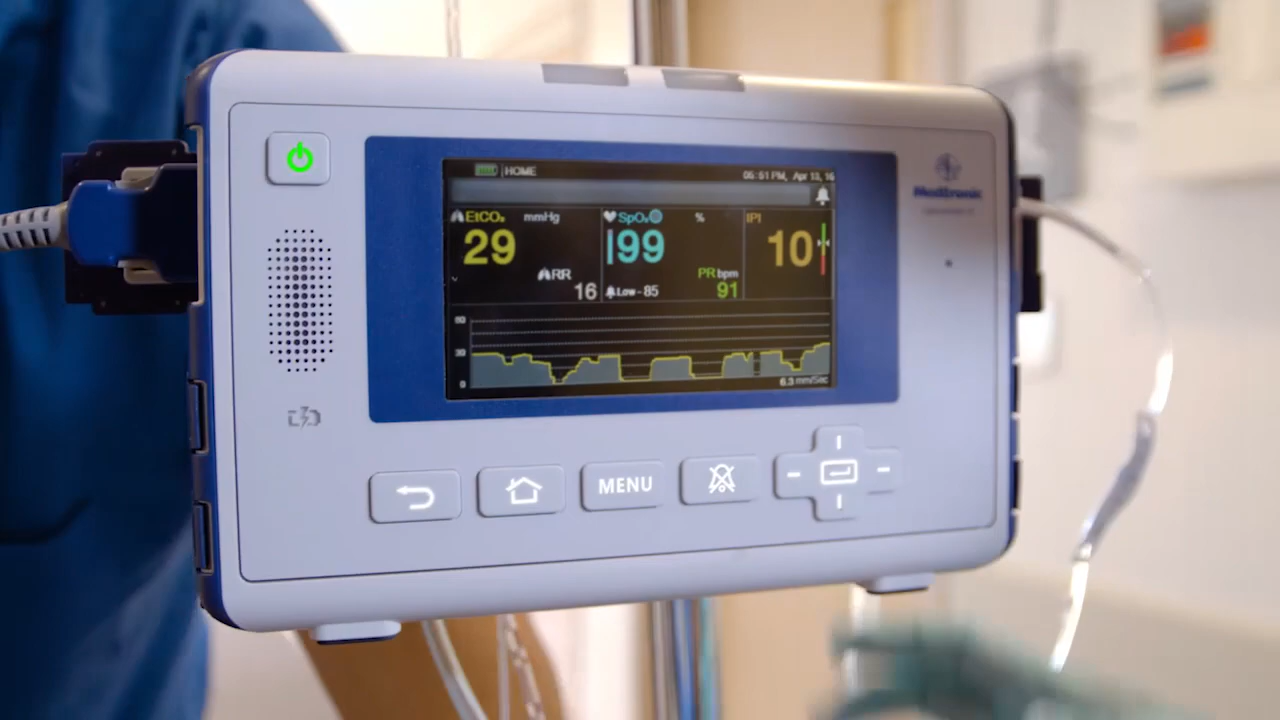 HOME 05:51 PM, Apr 13, 16
EtCO₂ mmHg SpO₂ % IPI
29 99 10
RR PR bpm
16 Low - 85 91
60
30
0
6.3 mm/Sec
Medtronic
MENU